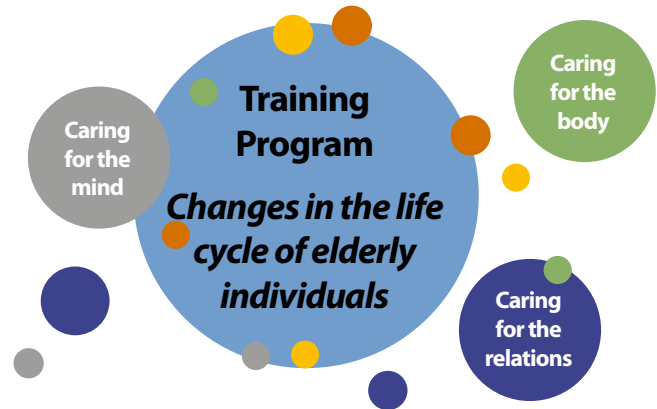 Training
Program
Changes in the life
cycle of elderly
individuals
Caring
for the
mind
Caring
for the
body
Caring
for the
relations